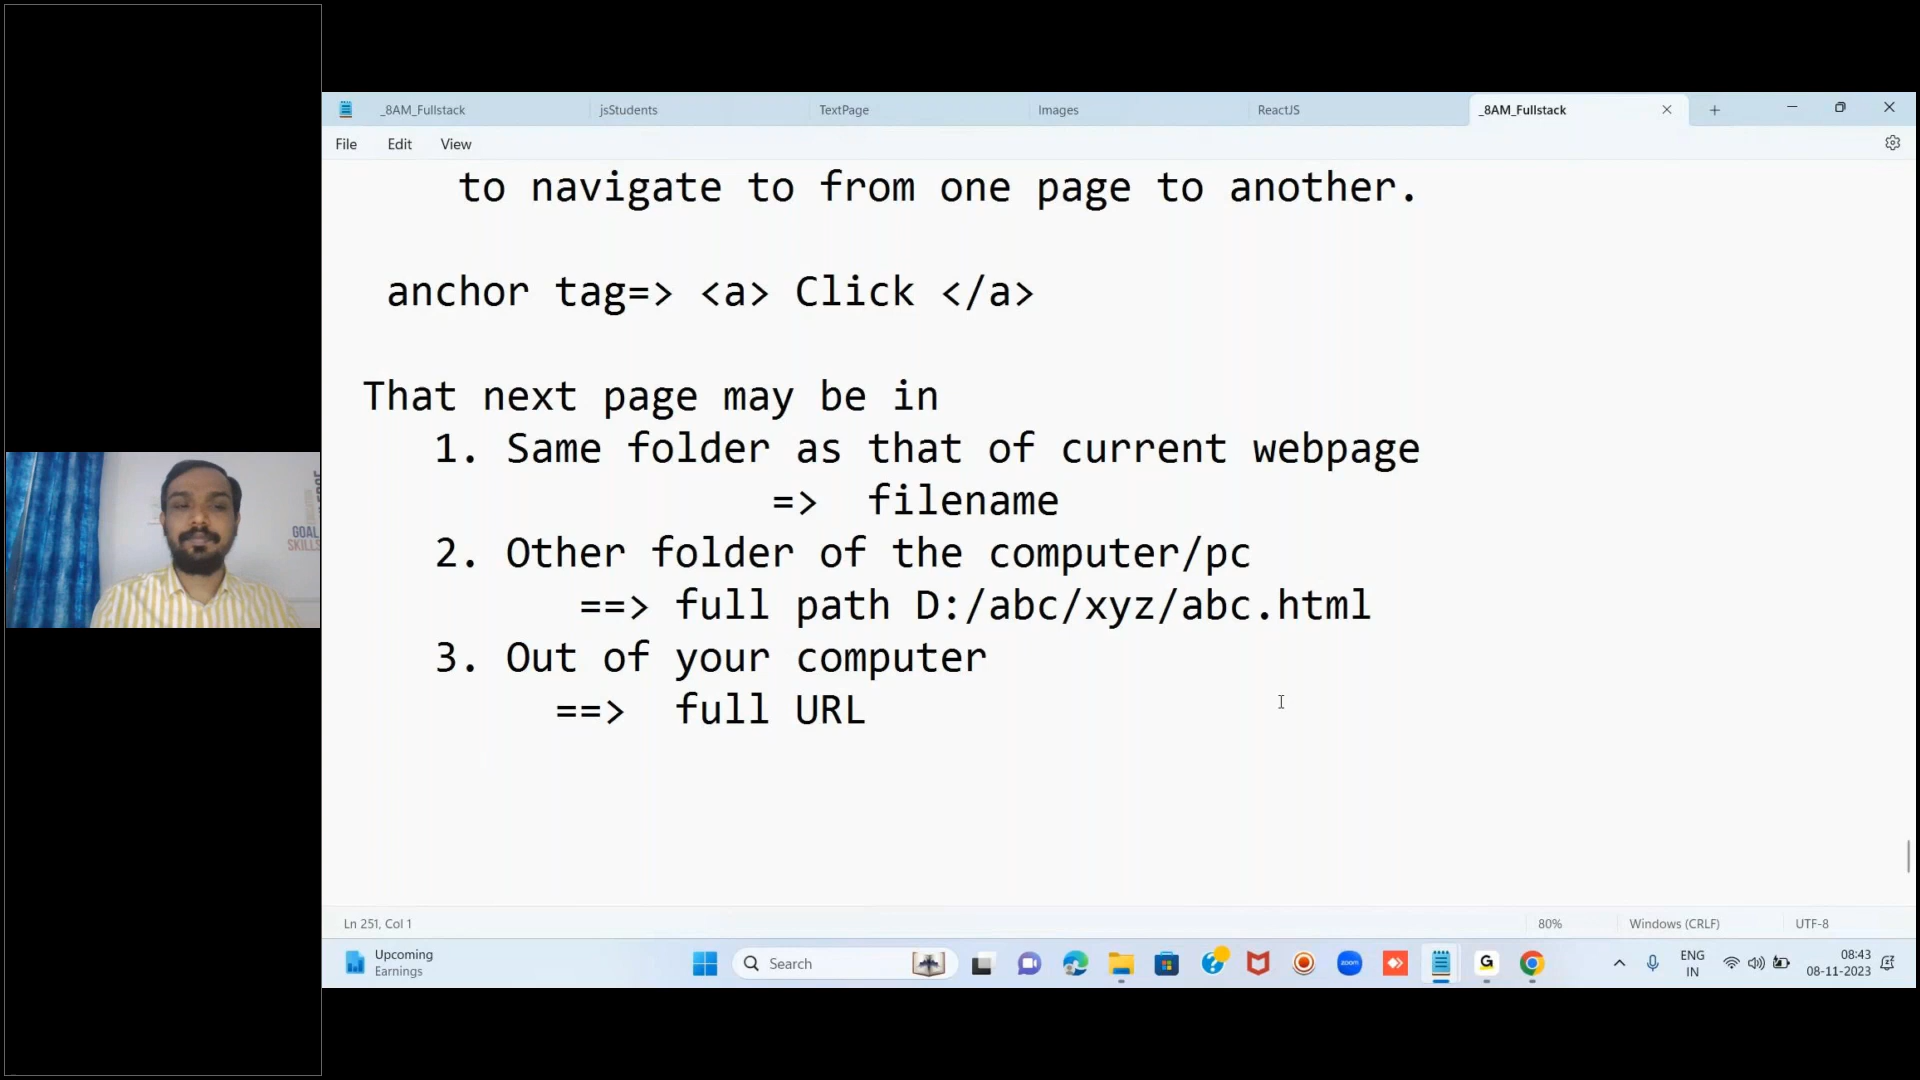 _8AM_Fullstack
jsStudents
TextPage
Images
ReactJS
_8AM_Fullstack
File
Edit
View
to navigate to from one page to another.
anchor tag=> <a> Click </a>
That next page may be in
1. Same folder as that of current webpage
=> filename
2. Other folder of the computer/pc
==> full path D:/abc/xyz/abc.html
3. Out of your computer
==> full URL
GOAL
SKILLS
Ln 251, Col 1
80%
Windows (CRLF)
UTF-8
Upcoming
Earnings
Search
zoom
G
ENG
IN
08:43
08-11-2023